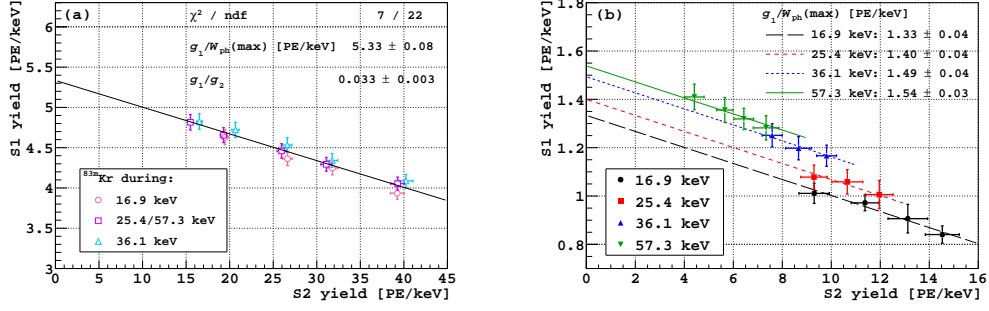 (a)
χ² / ndf 7 / 22
g₁/Wₚₕ(max) [PE/keV] 5.33 ± 0.08
g₁/g₂ 0.033 ± 0.003
S1 yield [PE/keV]
6
5.5
5
4.5
4
3.5
3
⁸³ᵐKr during:
16.9 keV
25.4/57.3 keV
36.1 keV
0 5 10 15 20 25 30 35 40 45
S2 yield [PE/keV]
(b)
g₁/Wₚₕ(max) [PE/keV]
16.9 keV: 1.33 ± 0.04
25.4 keV: 1.40 ± 0.04
36.1 keV: 1.49 ± 0.04
57.3 keV: 1.54 ± 0.03
S1 yield [PE/keV]
1.8
1.6
1.4
1.2
1
0.8
16.9 keV
25.4 keV
36.1 keV
57.3 keV
0 2 4 6 8 10 12 14 16
S2 yield [PE/keV]